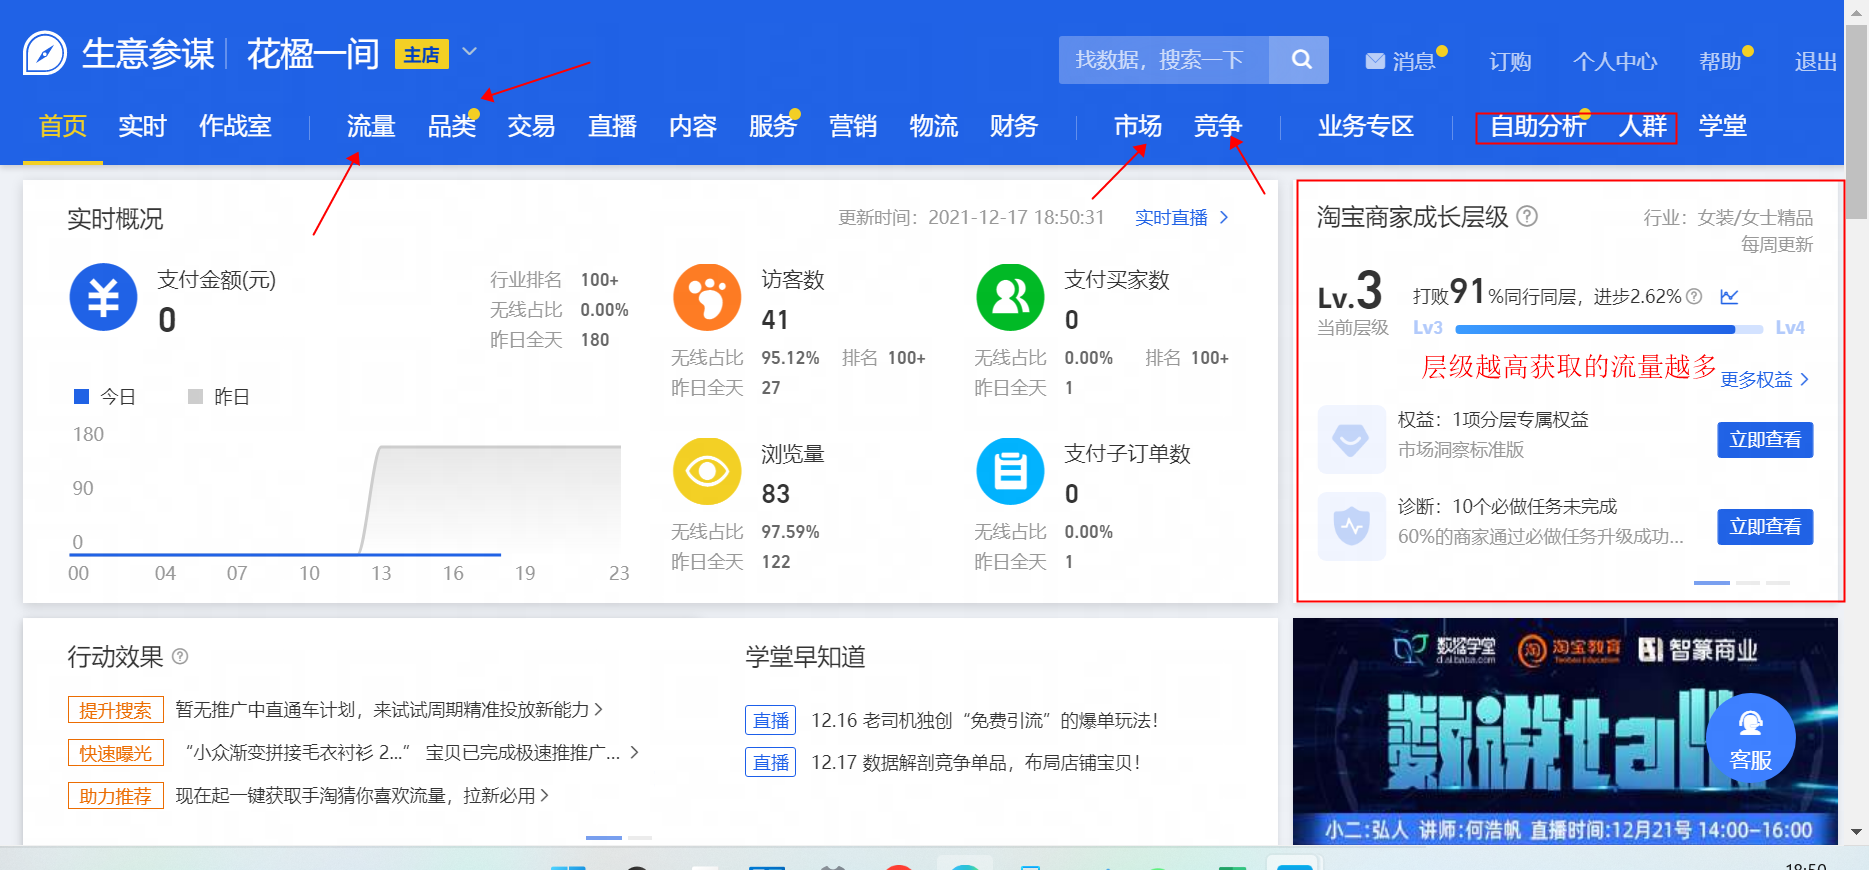 生意参谋 花楹一间 主店
找数据，搜索一下
消息 订购 个人中心 帮助 退出
首页 实时 作战室 流量 品类 交易 直播 内容 服务 营销 物流 财务 市场 竞争 业务专区 自助分析 人群 学堂
实时概况
更新时间：2021-12-17 18:50:31 实时直播 >
支付金额(元)
0
行业排名 100+
无线占比 0.00%
昨日全天 180
今日 昨日
180
90
0
00 04 07 10 13 16 19 23
访客数
41
无线占比 95.12% 排名 100+
昨日全天 27
支付买家数
0
无线占比 0.00% 排名 100+
昨日全天 1
浏览量
83
无线占比 97.59%
昨日全天 122
支付子订单数
0
无线占比 0.00%
昨日全天 1
淘宝商家成长层级 ?
行业：女装/女士精品
每周更新
Lv.3
当前层级
打败91%同行同层，进步2.62% ?
Lv3 Lv4
层级越高获取的流量越多
更多权益 >
权益：1项分层专属权益
市场洞察标准版
立即查看
诊断：10个必做任务未完成
60%的商家通过必做任务升级成功...
立即查看
行动效果 ?
提升搜索 暂无推广中直通车计划，来试试周期精准投放新能力 >
快速曝光 “小众渐变拼接毛衣衬衫 2...” 宝贝已完成极速推推广... >
助力推荐 现在起一键获取手淘猜你喜欢流量，拉新必用 >
学堂早知道
直播 12.16 老司机独创“免费引流”的爆单玩法！
直播 12.17 数据解剖竞争单品，布局店铺宝贝！
数据学堂 淘宝教育 智篆商业
数说talk
客服
小二:弘人 讲师:何浩帆 直播时间:12月21号 14:00-16:00